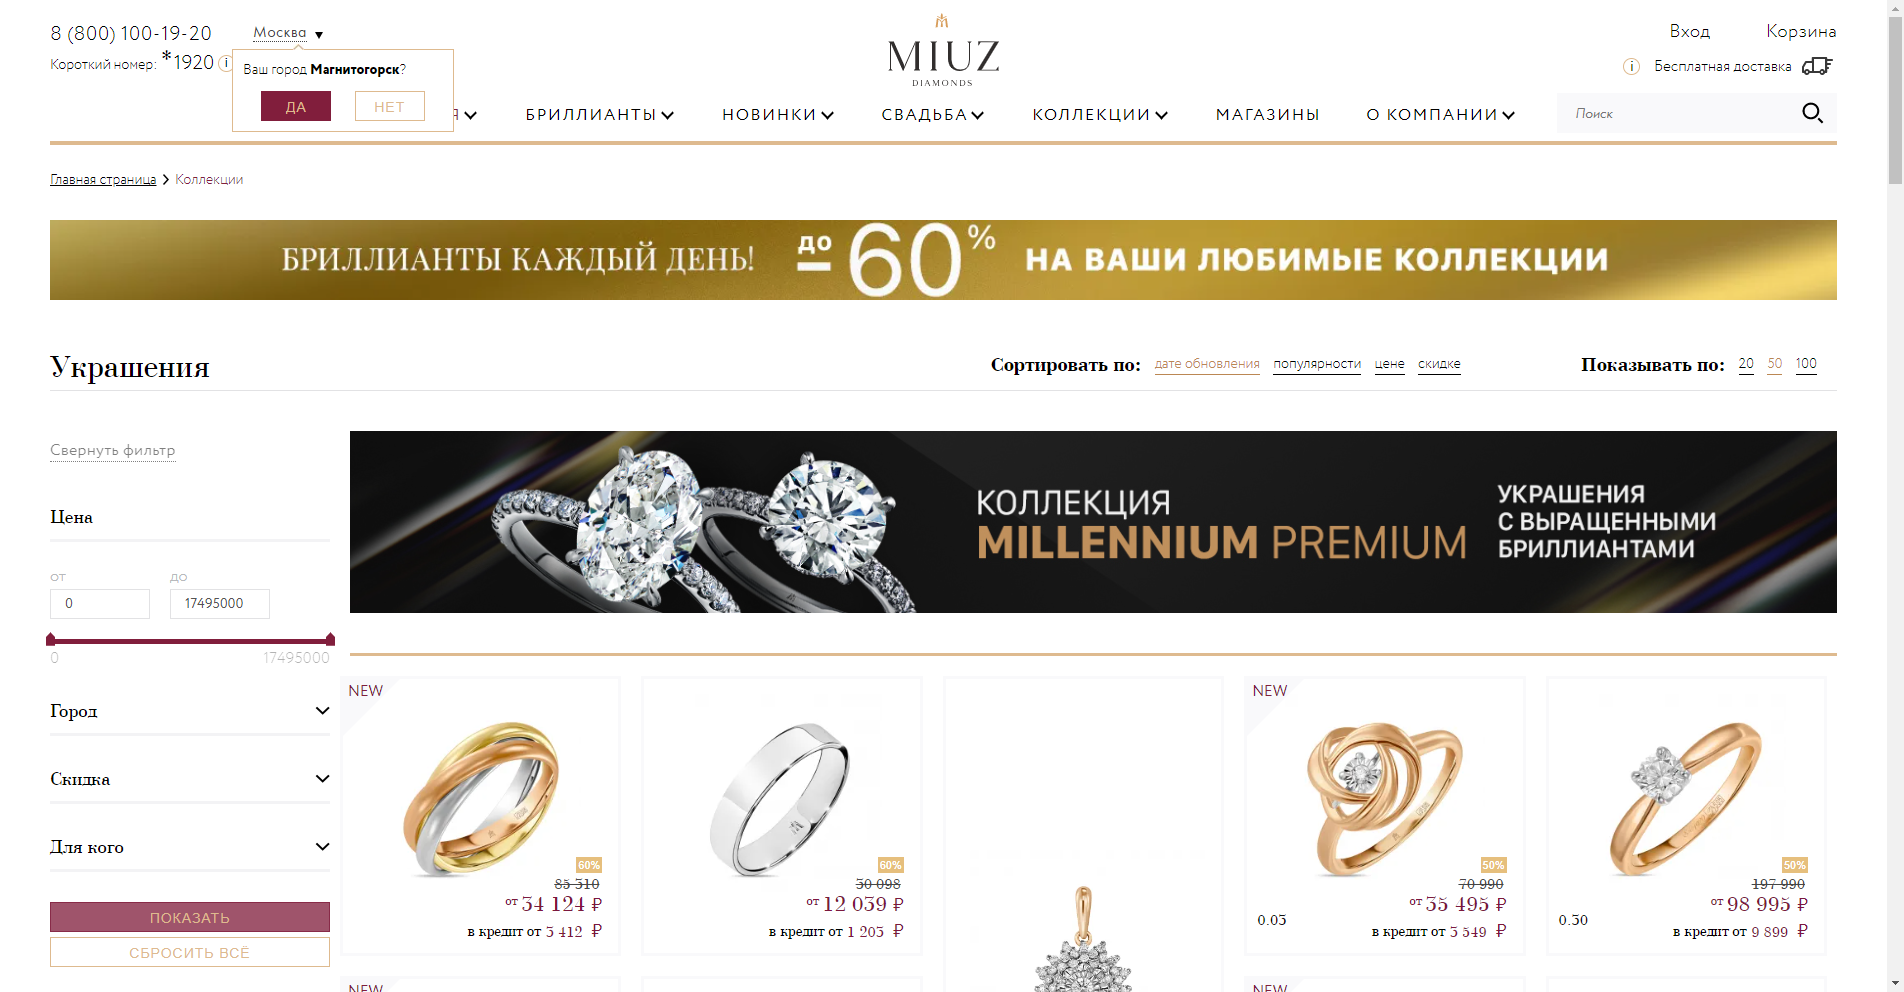 8 (800) 100-19-20
Москва ▼
Короткий номер: *1920 i
Ваш город Магнитогорск?
ДА
НЕТ
MIUZ
DIAMONDS
Вход
Корзина
i Бесплатная доставка
Я
БРИЛЛИАНТЫ
НОВИНКИ
СВАДЬБА
КОЛЛЕКЦИИ
МАГАЗИНЫ
О КОМПАНИИ
Поиск
Главная страница > Коллекции
БРИЛЛИАНТЫ КАЖДЫЙ ДЕНЬ! до –60% НА ВАШИ ЛЮБИМЫЕ КОЛЛЕКЦИИ
Украшения
Сортировать по: дате обновления популярности цене скидке
Показывать по: 20 50 100
Свернуть фильтр
Цена
от до
0 17495000
0 17495000
Город
Скидка
Для кого
ПОКАЗАТЬ
СБРОСИТЬ ВСЁ
КОЛЛЕКЦИЯ
MILLENNIUM PREMIUM
УКРАШЕНИЯ
С ВЫРАЩЕННЫМИ
БРИЛЛИАНТАМИ
NEW
60%
85 310
от 34 124 ₽
в кредит от 3 412 ₽
60%
30 098
от 12 039 ₽
в кредит от 1 203 ₽
NEW
50%
70 990
от 35 495 ₽
0.03
в кредит от 3 549 ₽
50%
197 990
от 98 995 ₽
0.30
в кредит от 9 899 ₽
NEW
NEW